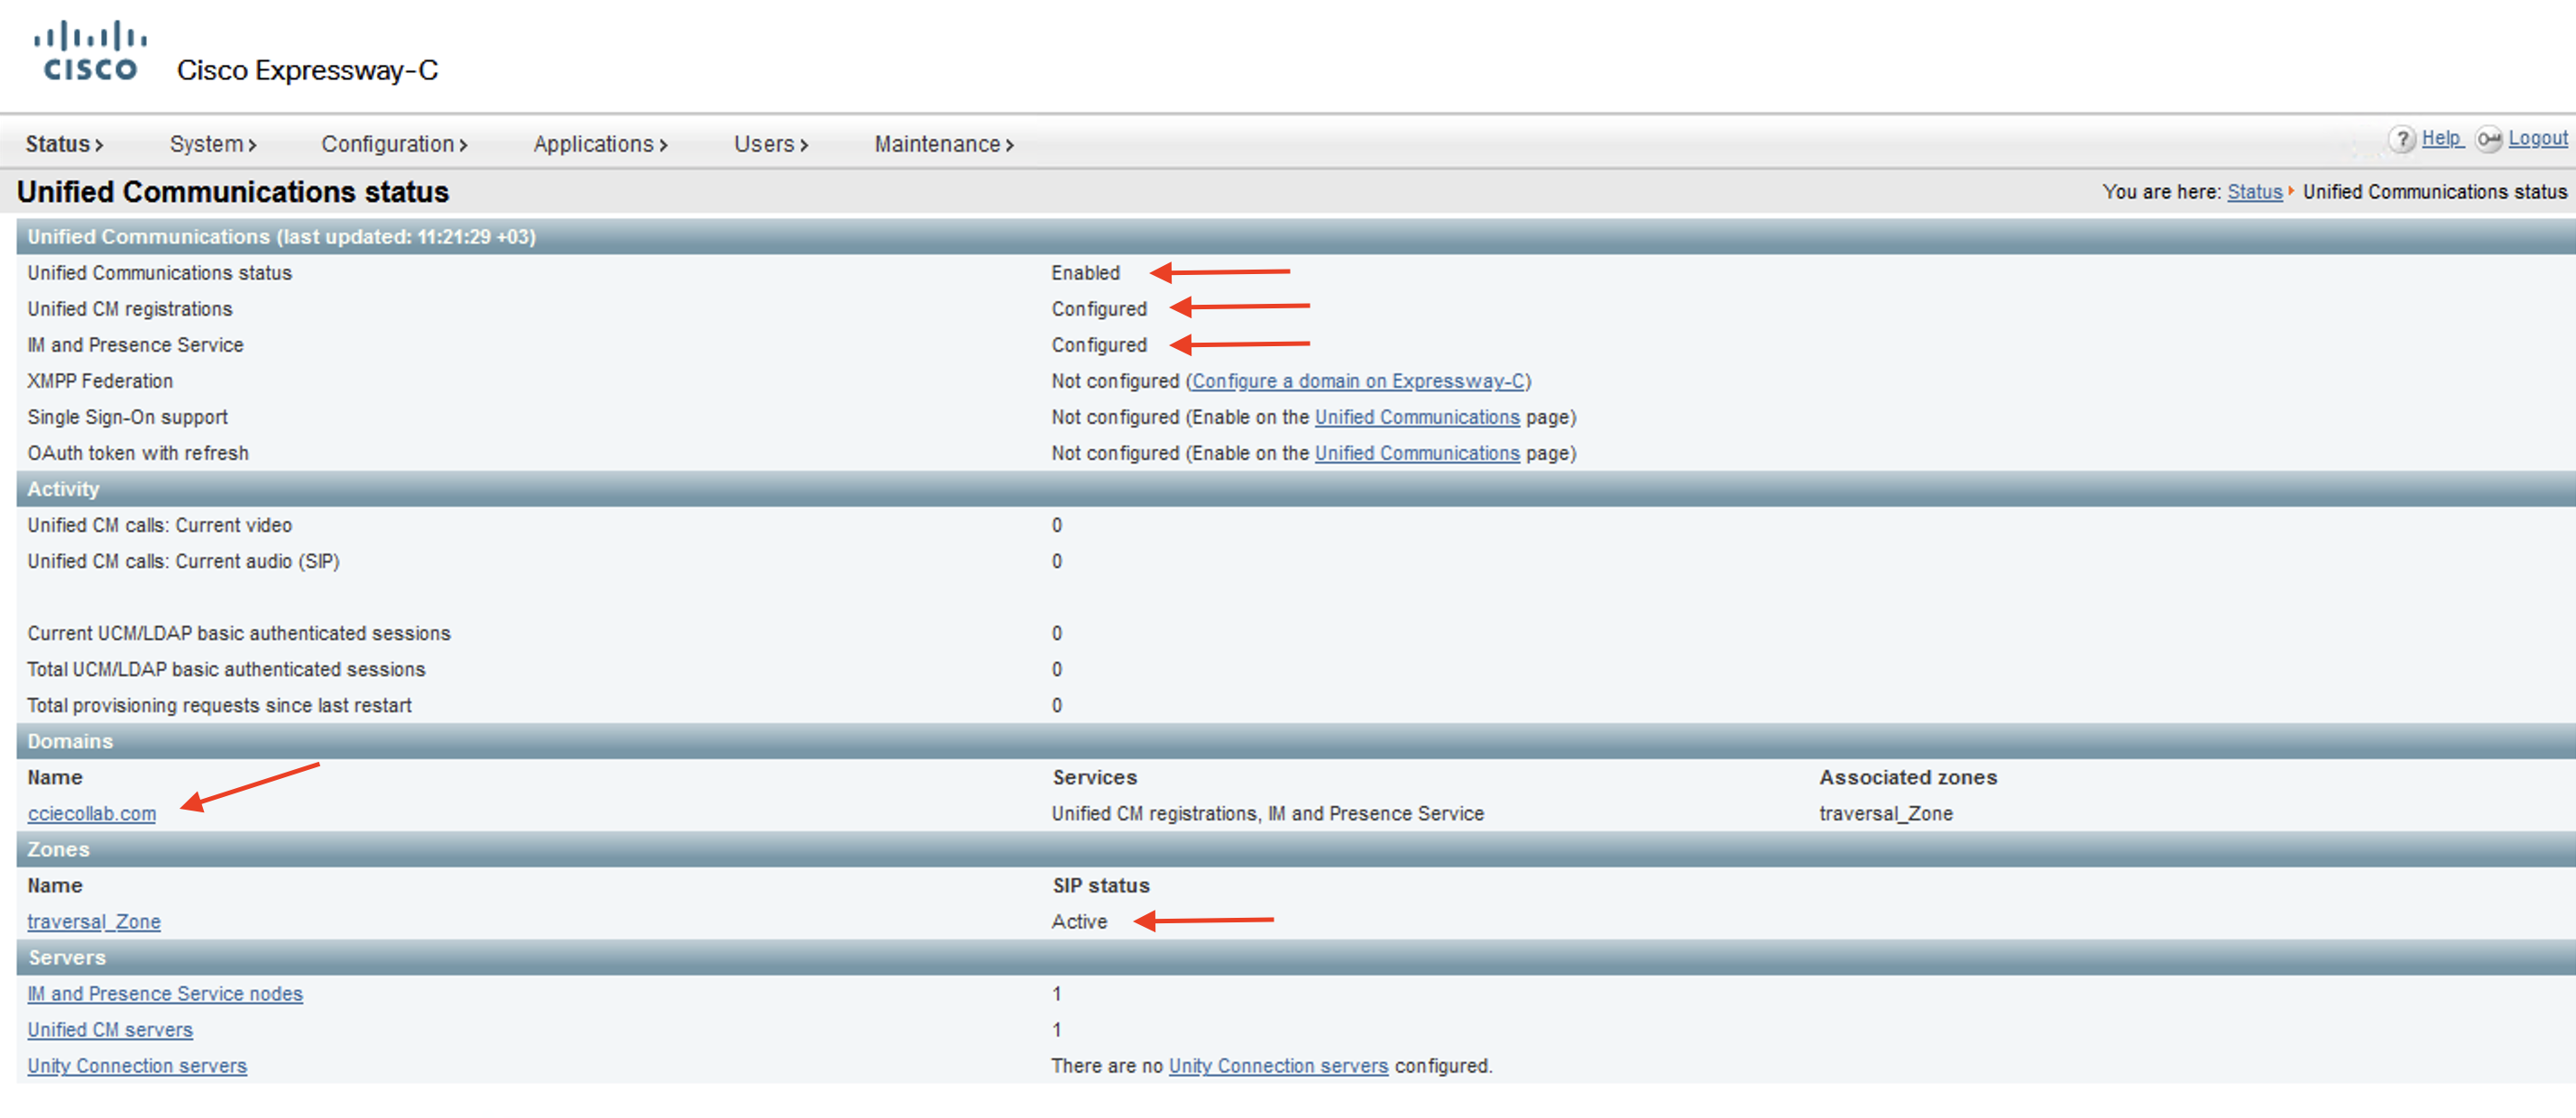 CISCO
Cisco Expressway-C
Status› System› Configuration› Applications› Users› Maintenance› ? Help Logout
Unified Communications status You are here: Status Unified Communications status
Unified Communications (last updated: 11:21:29 +03)
Unified Communications status Enabled
Unified CM registrations Configured
IM and Presence Service Configured
XMPP Federation Not configured (Configure a domain on Expressway-C)
Single Sign-On support Not configured (Enable on the Unified Communications page)
OAuth token with refresh Not configured (Enable on the Unified Communications page)
Activity
Unified CM calls: Current video 0
Unified CM calls: Current audio (SIP) 0
Current UCM/LDAP basic authenticated sessions 0
Total UCM/LDAP basic authenticated sessions 0
Total provisioning requests since last restart 0
Domains
Name Services Associated zones
cciecollab.com Unified CM registrations, IM and Presence Service traversal_Zone
Zones
Name SIP status
traversal_Zone Active
Servers
IM and Presence Service nodes 1
Unified CM servers 1
Unity Connection servers There are no Unity Connection servers configured.